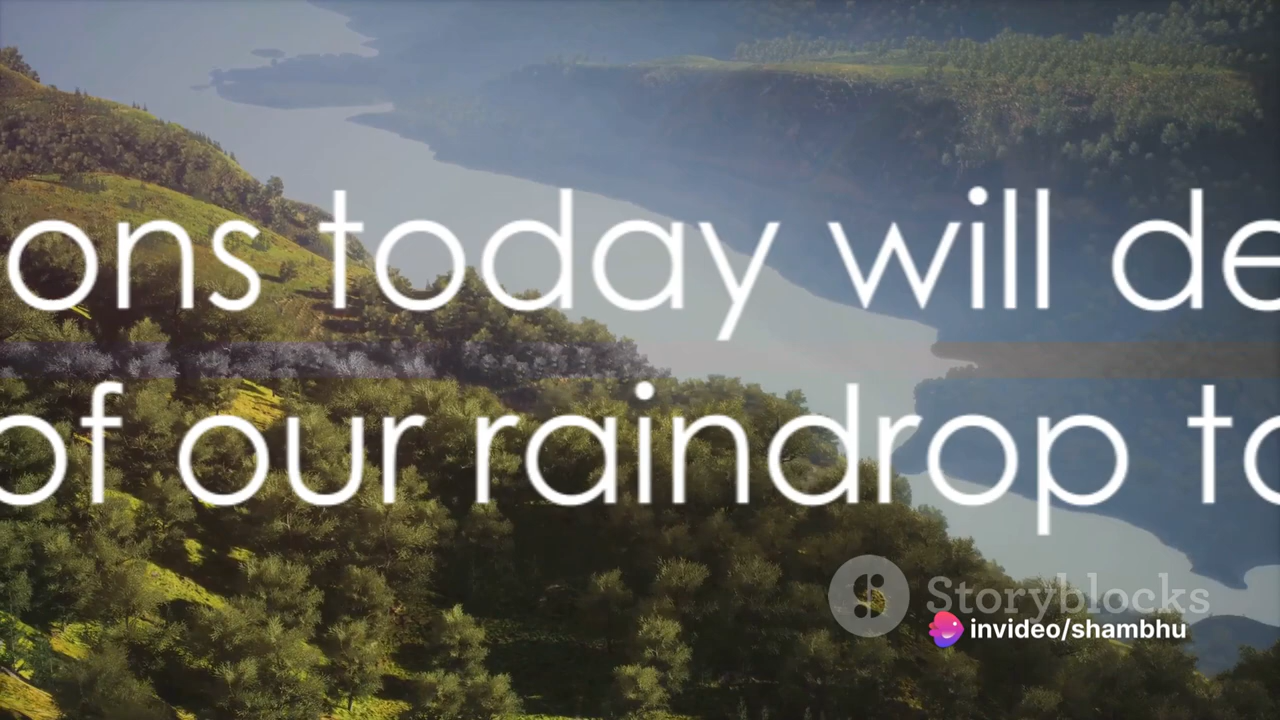 ons today will de
of our raindrop to
Storyblocks
invideo/shambhu